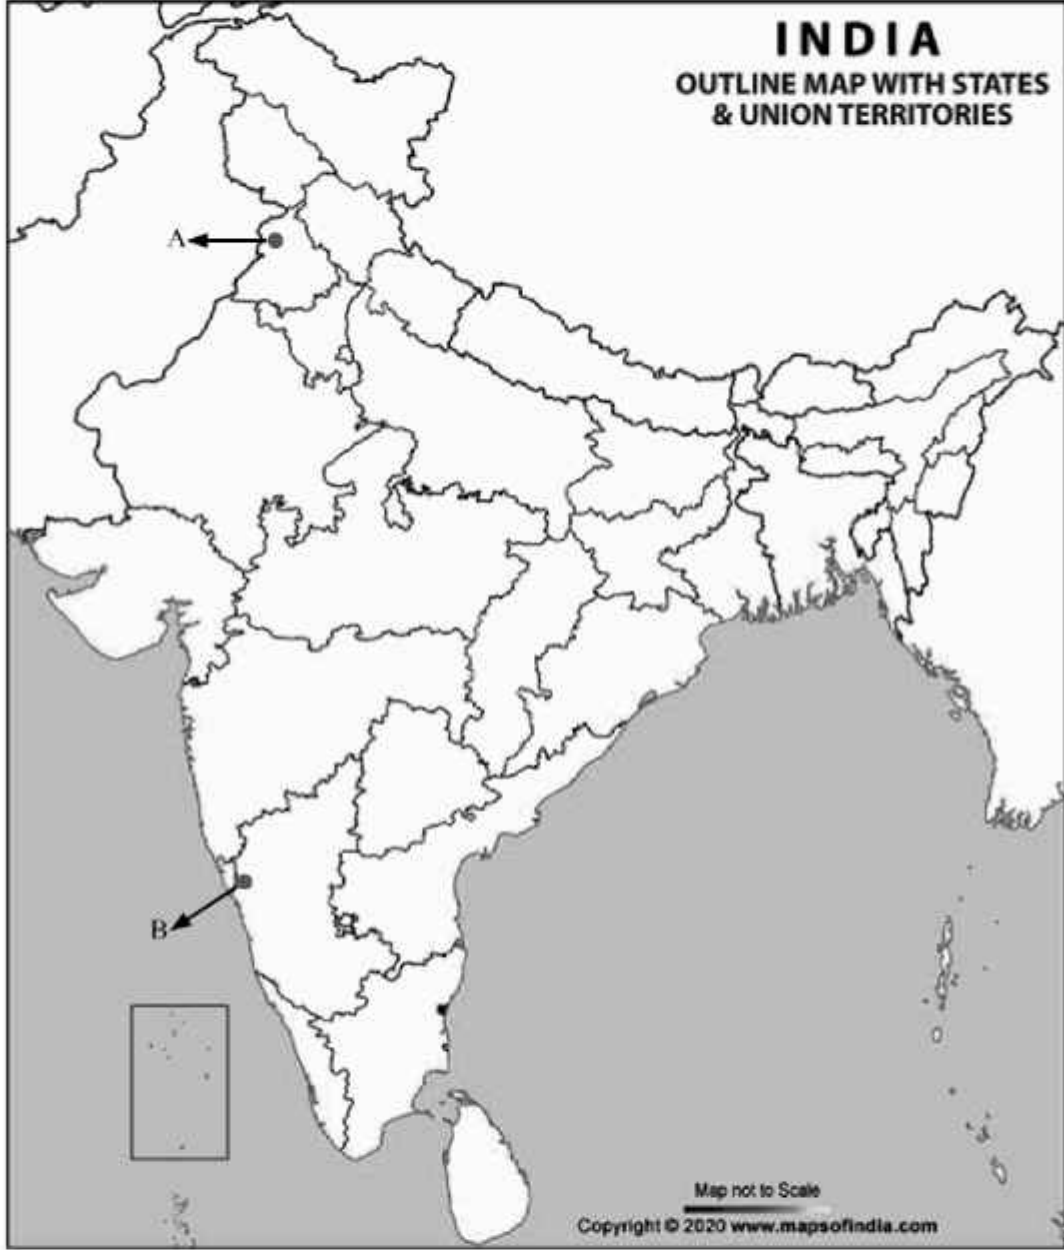 INDIA
OUTLINE MAP WITH STATES
& UNION TERRITORIES
A
B
Map not to Scale
Copyright © 2020 www.mapsofindia.com